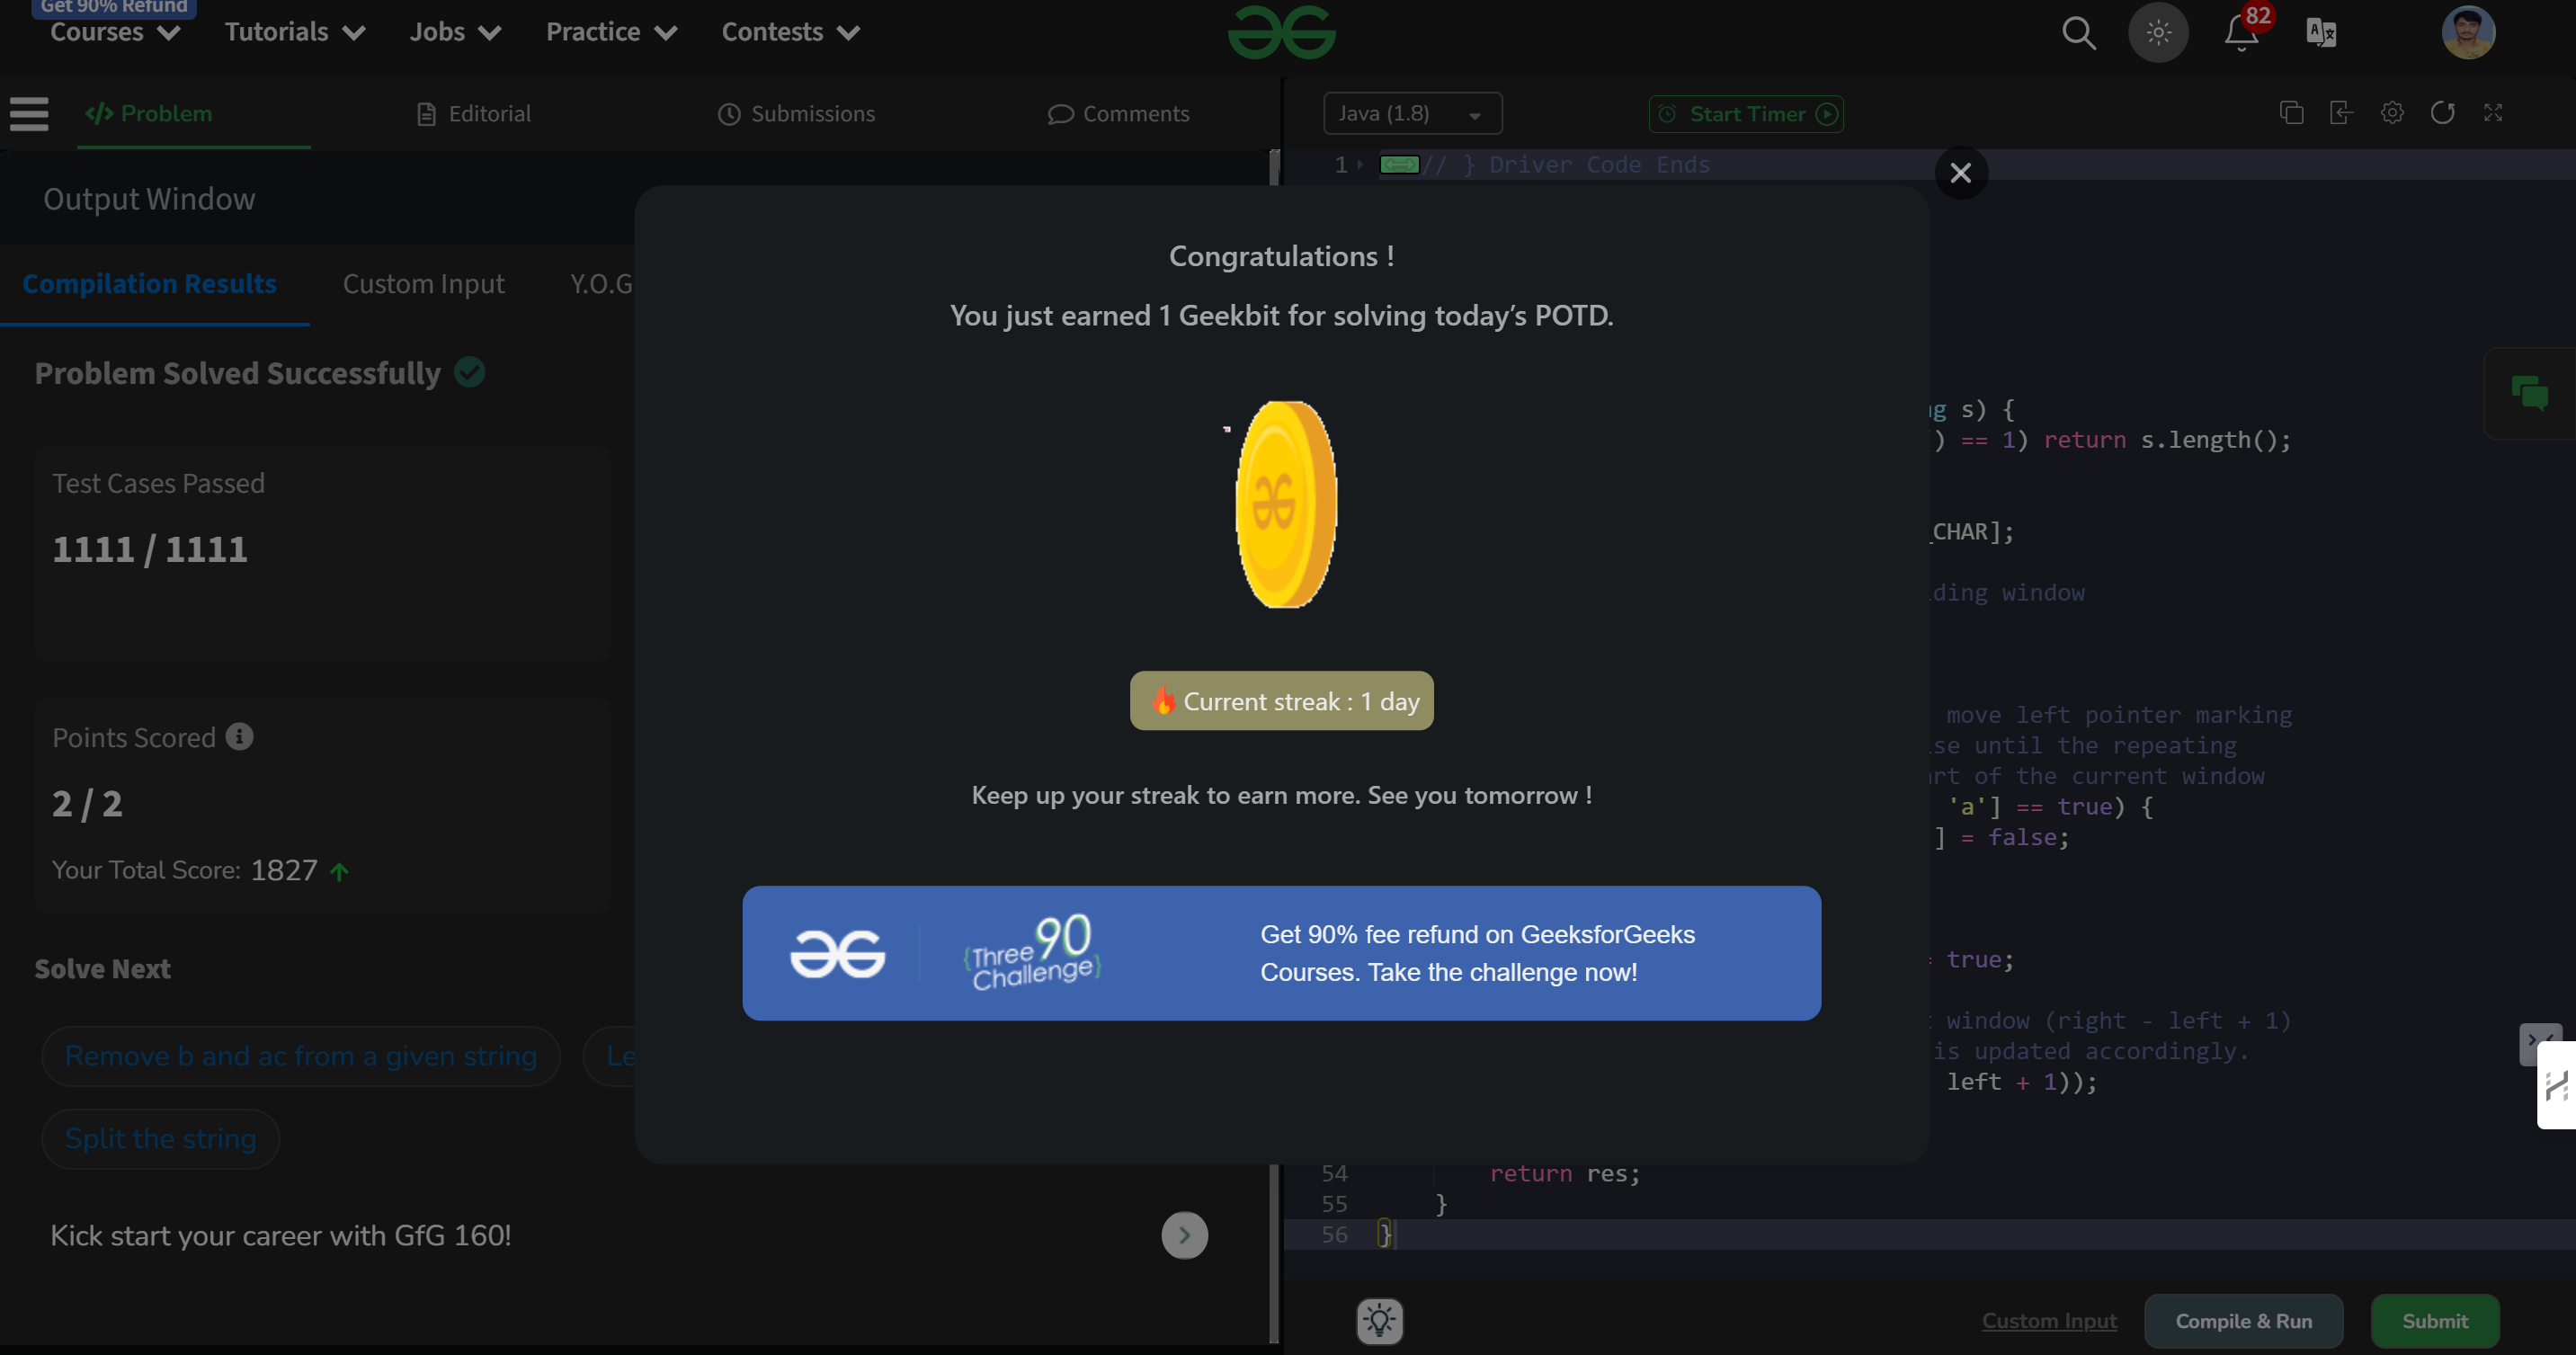 Get 90% Refund
Courses
Tutorials
Jobs
Practice
Contests
82
Problem
Editorial
Submissions
Comments
Java (1.8)
Start Timer
Output Window
1
// } Driver Code Ends
Compilation Results
Custom Input
Y.O.G
Problem Solved Successfully
Test Cases Passed
1111 / 1111
Points Scored
2 / 2
Your Total Score: 1827
Solve Next
Remove b and ac from a given string
Le
Split the string
Kick start your career with GfG 160!
Congratulations !
You just earned 1 Geekbit for solving today's POTD.
Current streak : 1 day
Keep up your streak to earn more. See you tomorrow !
{Three 90
Challenge}
Get 90% fee refund on GeeksforGeeks
Courses. Take the challenge now!
g s) {
) == 1) return s.length();
_CHAR];
ding window
move left pointer marking
se until the repeating
rt of the current window
'a'] == true) {
] = false;
true;
window (right - left + 1)
is updated accordingly.
left + 1));
54 return res;
55 }
56 }
Custom Input
Compile & Run
Submit